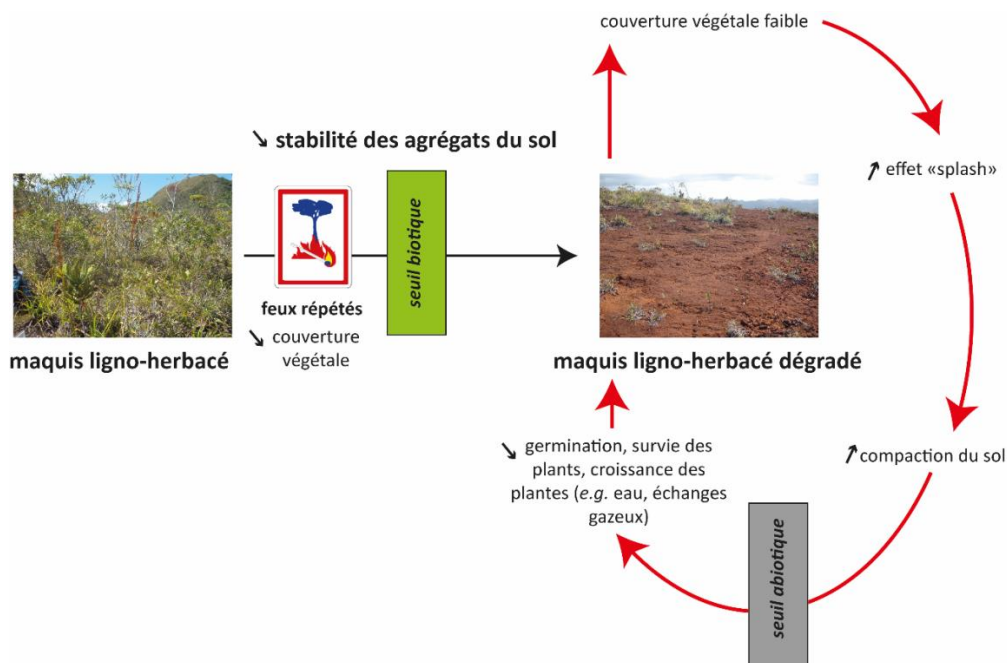 couverture végétale faible
↘ stabilité des agrégats du sol
↗ effet «splash»
seuil biotique
feux répétés
↘ couverture
végétale
maquis ligno-herbacé
maquis ligno-herbacé dégradé
↘ germination, survie des
plants, croissance des
plantes (e.g. eau, échanges
gazeux)
↗ compaction du sol
seuil abiotique